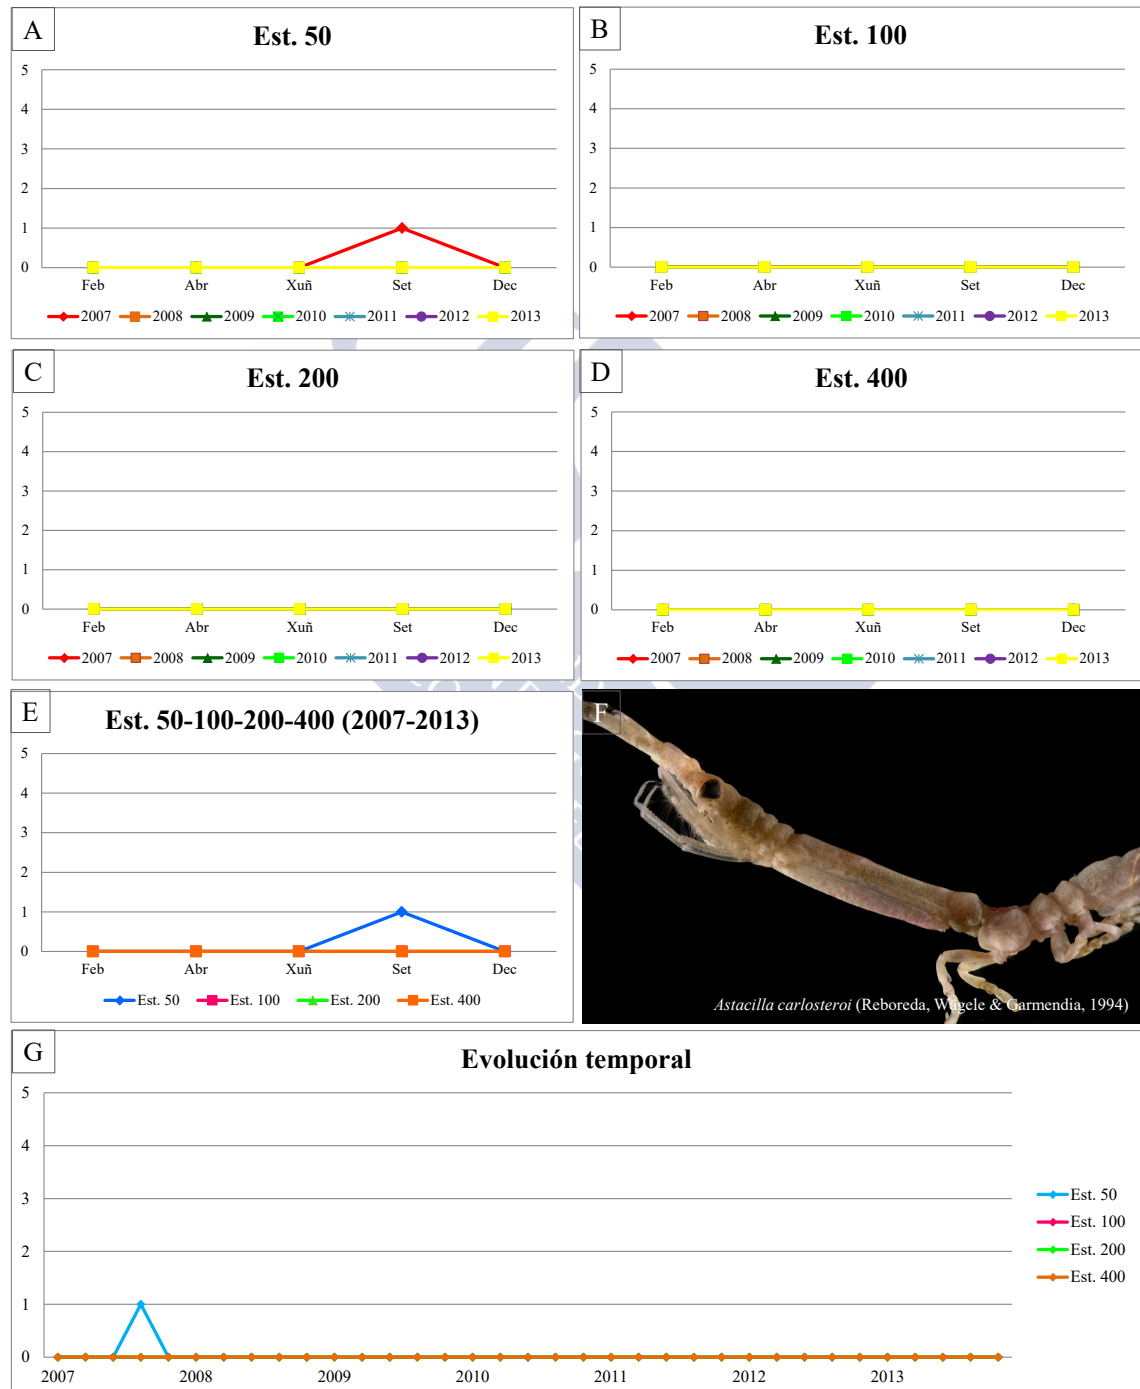 A
Est. 50
5
4
3
2
1
0
Feb Abr Xuñ Set Dec
2007 2008 2009 2010 2011 2012 2013
B
Est. 100
5
4
3
2
1
0
Feb Abr Xuñ Set Dec
2007 2008 2009 2010 2011 2012 2013
C
Est. 200
5
4
3
2
1
0
Feb Abr Xuñ Set Dec
2007 2008 2009 2010 2011 2012 2013
D
Est. 400
5
4
3
2
1
0
Feb Abr Xuñ Set Dec
2007 2008 2009 2010 2011 2012 2013
E
Est. 50-100-200-400 (2007-2013)
5
4
3
2
1
0
Feb Abr Xuñ Set Dec
Est. 50 Est. 100 Est. 200 Est. 400
F
Astacilla carlosteroi (Reboreda, Wägele & Garmendia, 1994)
G
Evolución temporal
5
4
3
2
1
0
2007 2008 2009 2010 2011 2012 2013
Est. 50
Est. 100
Est. 200
Est. 400